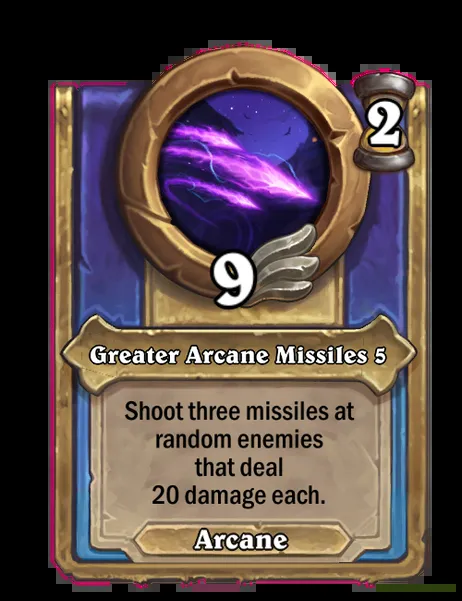 2
9
Greater Arcane Missiles 5
Shoot three missiles at
random enemies
that deal
20 damage each.
Arcane